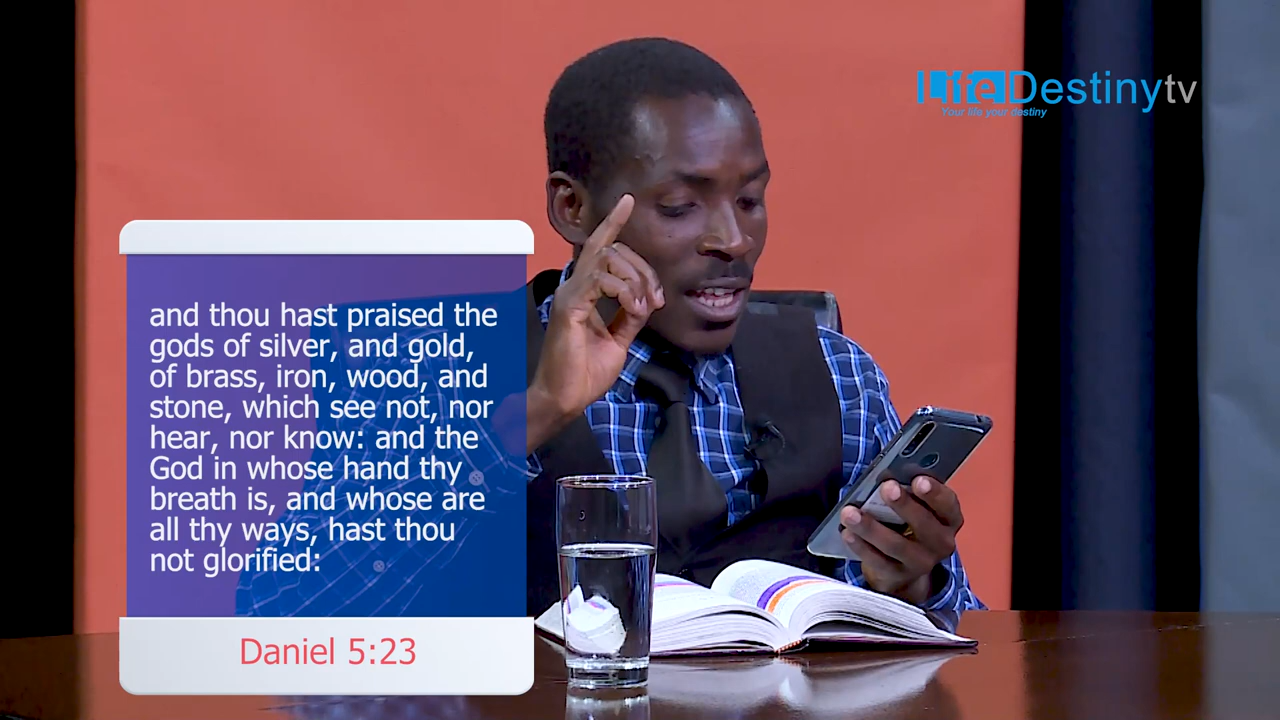 LifeDestinytv
Your life your destiny
and thou hast praised the
gods of silver, and gold,
of brass, iron, wood, and
stone, which see not, nor
hear, nor know: and the
God in whose hand thy
breath is, and whose are
all thy ways, hast thou
not glorified:
Daniel 5:23